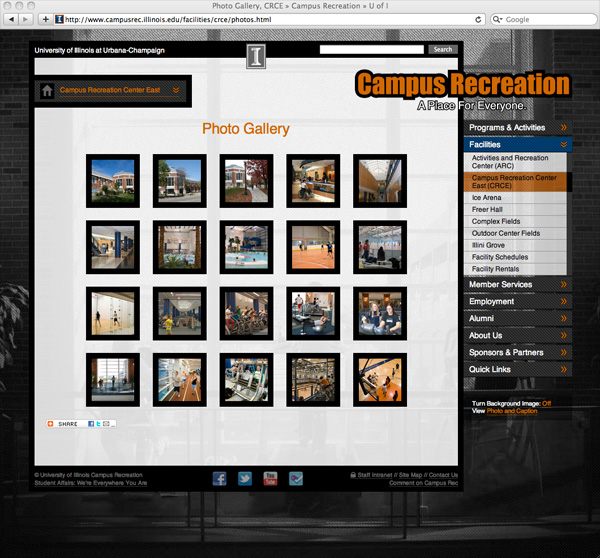 Photo Gallery, CRCE » Campus Recreation » U of I
http://www.campusrec.illinois.edu/facilities/crce/photos.html
Google
University of Illinois at Urbana-Champaign
Search
I
Campus Recreation
A Place For Everyone.
Campus Recreation Center East
Photo Gallery
Programs & Activities
Facilities
Activities and Recreation
Center (ARC)
Campus Recreation Center
East (CRCE)
Ice Arena
Freer Hall
Complex Fields
Outdoor Center Fields
Illini Grove
Facility Schedules
Facility Rentals
Member Services
Employment
Alumni
About Us
Sponsors & Partners
Quick Links
Turn Background Image: Off
View Photo and Caption
SHARE
© University of Illinois Campus Recreation
Student Affairs: We're Everywhere You Are
You Tube
Staff Intranet // Site Map // Contact Us
Comment on Campus Rec